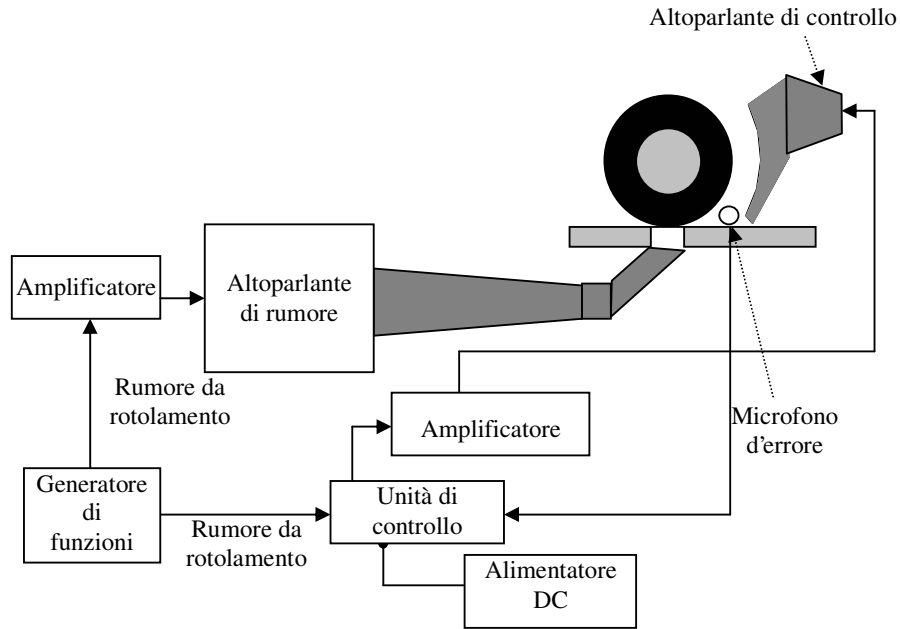 Altoparlante di controllo
Amplificatore
Altoparlante
di rumore
Rumore da
rotolamento
Microfono
d'errore
Amplificatore
Generatore
di
funzioni
Rumore da
rotolamento
Unità di
controllo
Alimentatore
DC